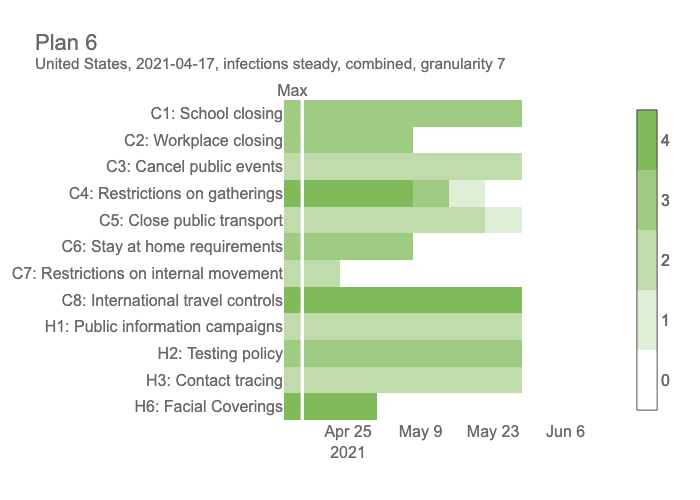 Plan 6
United States, 2021-04-17, infections steady, combined, granularity 7
Max
C1: School closing
C2: Workplace closing
C3: Cancel public events
C4: Restrictions on gatherings
C5: Close public transport
C6: Stay at home requirements
C7: Restrictions on internal movement
C8: International travel controls
H1: Public information campaigns
H2: Testing policy
H3: Contact tracing
H6: Facial Coverings
Apr 25 May 9 May 23 Jun 6
2021
4
3
2
1
0